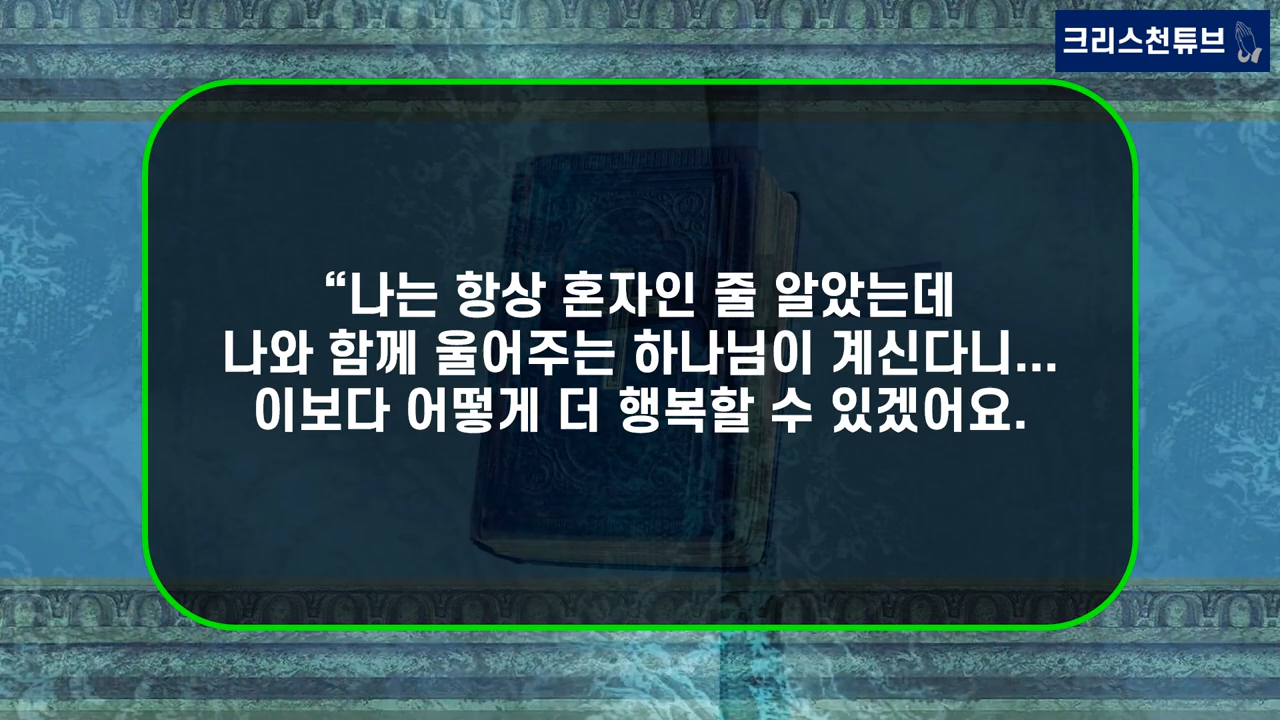 크리스천튜브
“나는 항상 혼자인 줄 알았는데
나와 함께 울어주는 하나님이 계신다니...
이보다 어떻게 더 행복할 수 있겠어요.